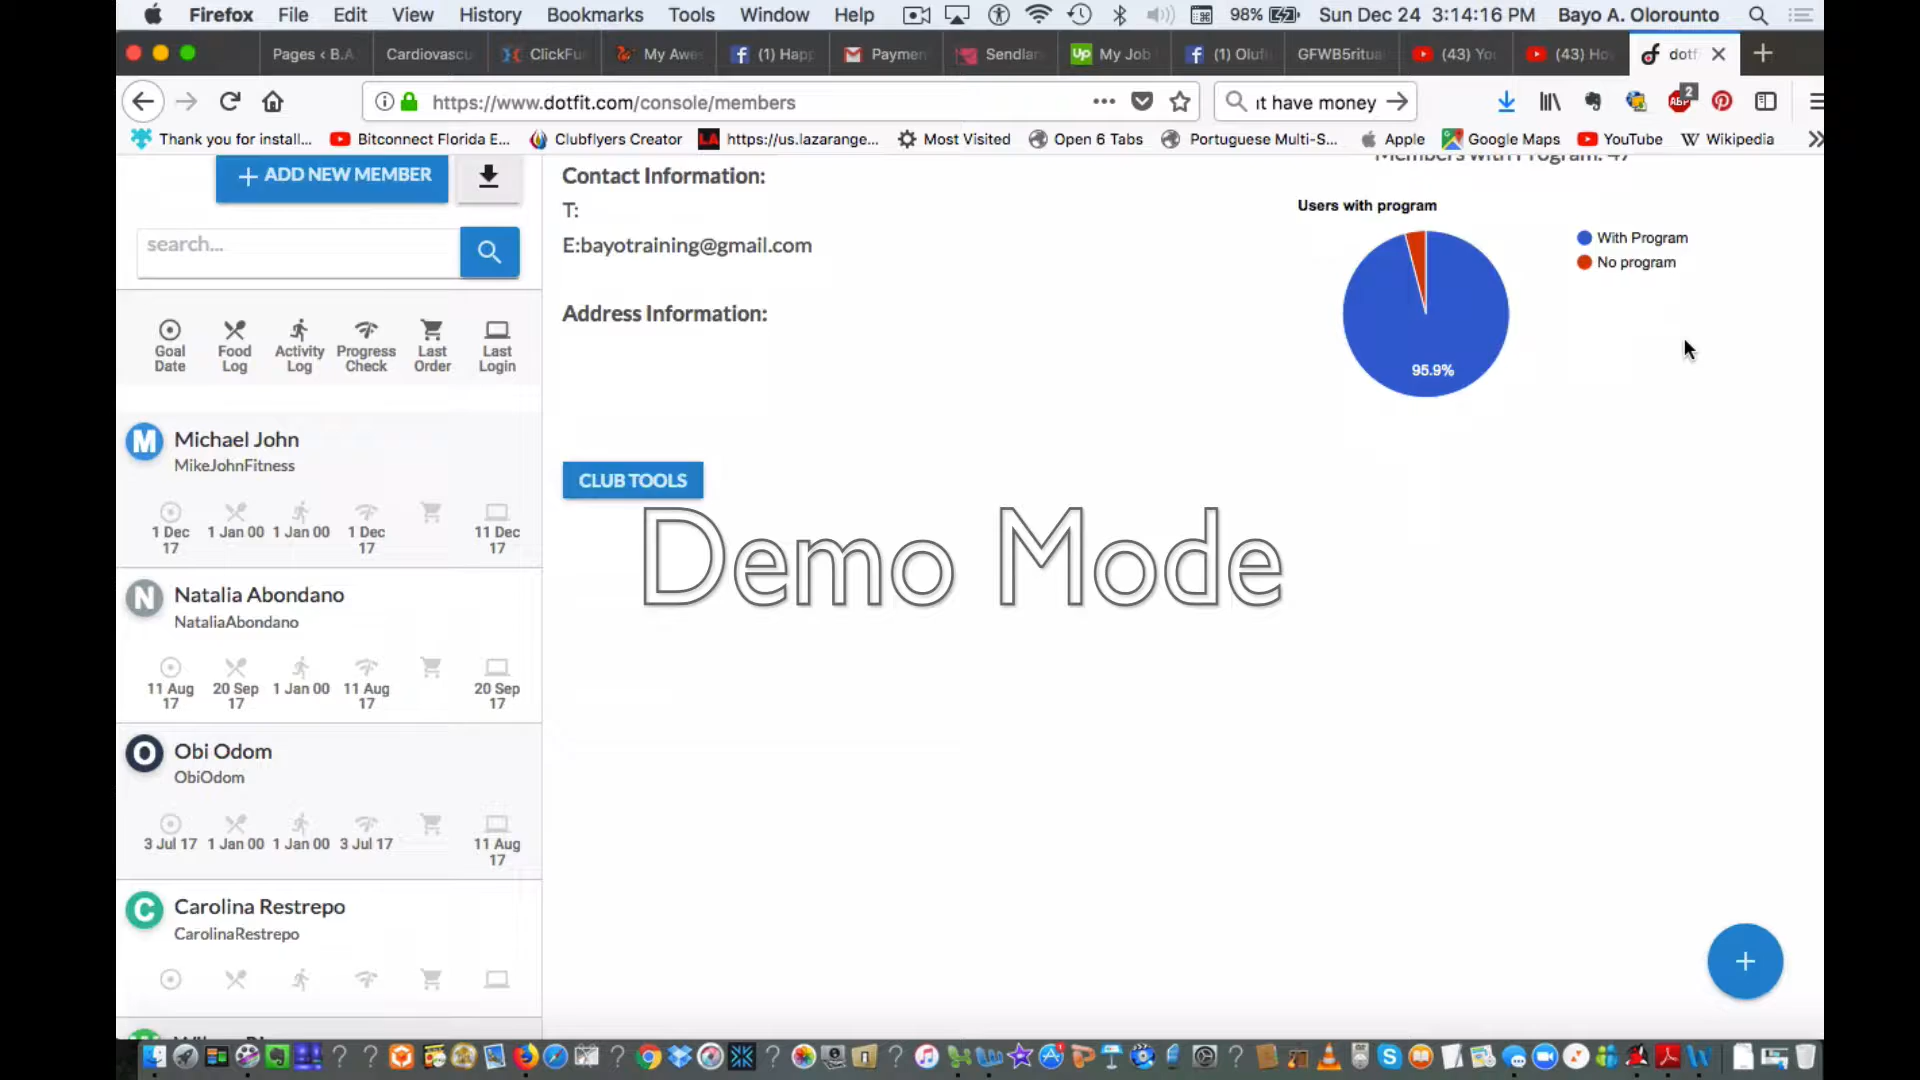 Firefox File Edit View History Bookmarks Tools Window Help 98% Sun Dec 24 3:14:16 PM Bayo A. Olorounto
Pages ‹ B.A Cardiovascu ClickFu My Awe (1) Happ Paymen Sendlan My Job (1) Oluf GFWB5ritua (43) Yo (43) Ho dotf
https://www.dotfit.com/console/members
ıt have money
2
Thank you for install... Bitconnect Florida E... Clubflyers Creator https://us.lazarange... Most Visited Open 6 Tabs Portuguese Multi-S... Apple Google Maps YouTube Wikipedia
Members with Program: 47
ADD NEW MEMBER
search...
Goal Date
Food Log
Activity Log
Progress Check
Last Order
Last Login
M
Michael John
MikeJohnFitness
1 Dec 17
1 Jan 00
1 Jan 00
1 Dec 17
11 Dec 17
N
Natalia Abondano
NataliaAbondano
11 Aug 17
20 Sep 17
1 Jan 00
11 Aug 17
20 Sep 17
O
Obi Odom
ObiOdom
3 Jul 17
1 Jan 00
1 Jan 00
3 Jul 17
11 Aug 17
C
Carolina Restrepo
CarolinaRestrepo
Contact Information:
T:
E:bayotraining@gmail.com
Address Information:
CLUB TOOLS
Users with program
With Program
No program
95.9%
Demo Mode